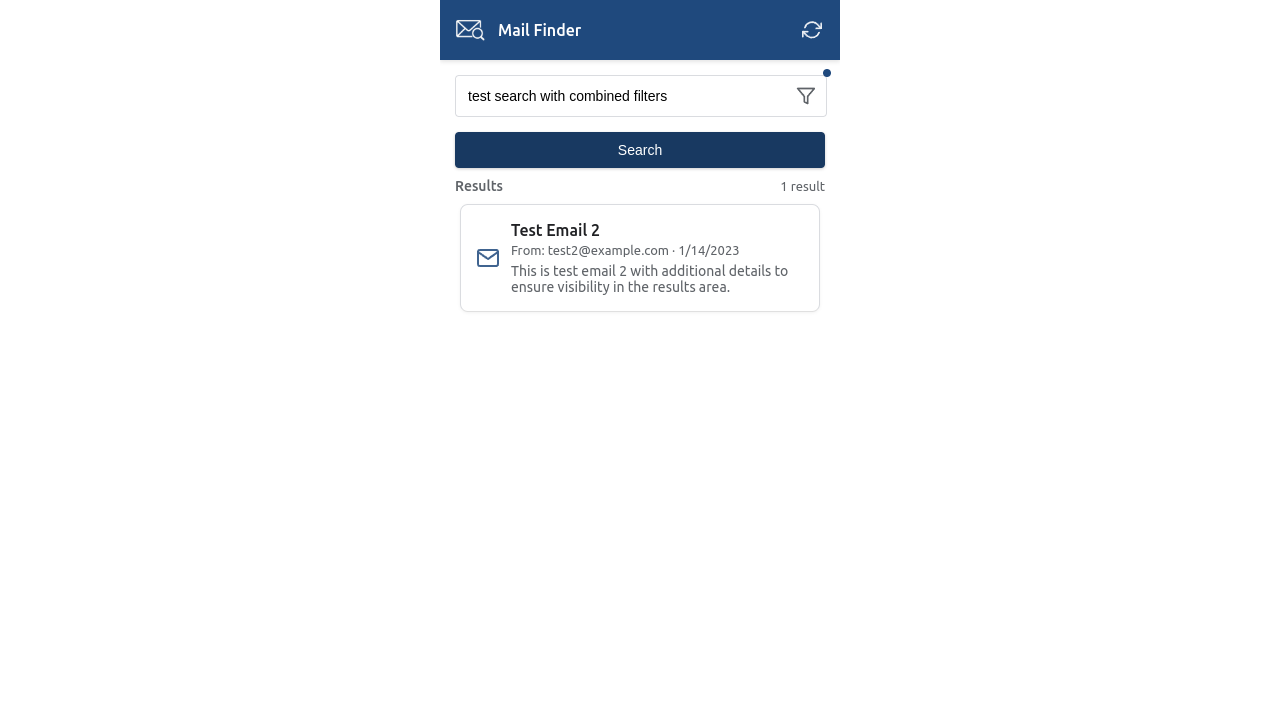 Mail Finder
test search with combined filters
Search
Results 1 result
Test Email 2
From: test2@example.com · 1/14/2023
This is test email 2 with additional details to
ensure visibility in the results area.